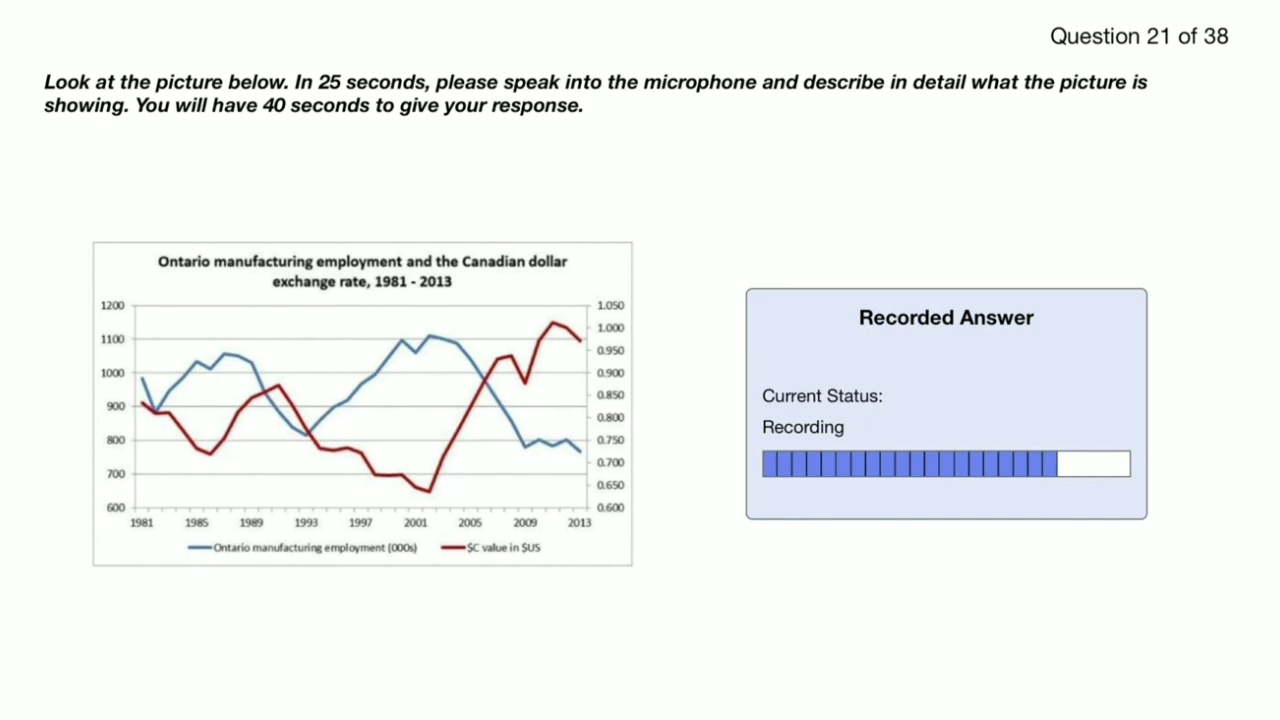 Question 21 of 38
Look at the picture below. In 25 seconds, please speak into the microphone and describe in detail what the picture is
showing. You will have 40 seconds to give your response.
Ontario manufacturing employment and the Canadian dollar
exchange rate, 1981 - 2013
1200 1.050
1100 1.000
1000 0.950
900 0.900
800 0.850
700 0.800
600 0.750
0.700
0.650
0.600
1981 1985 1989 1993 1997 2001 2005 2009 2013
Ontario manufacturing employment (000s) $C value in $US
Recorded Answer
Current Status:
Recording